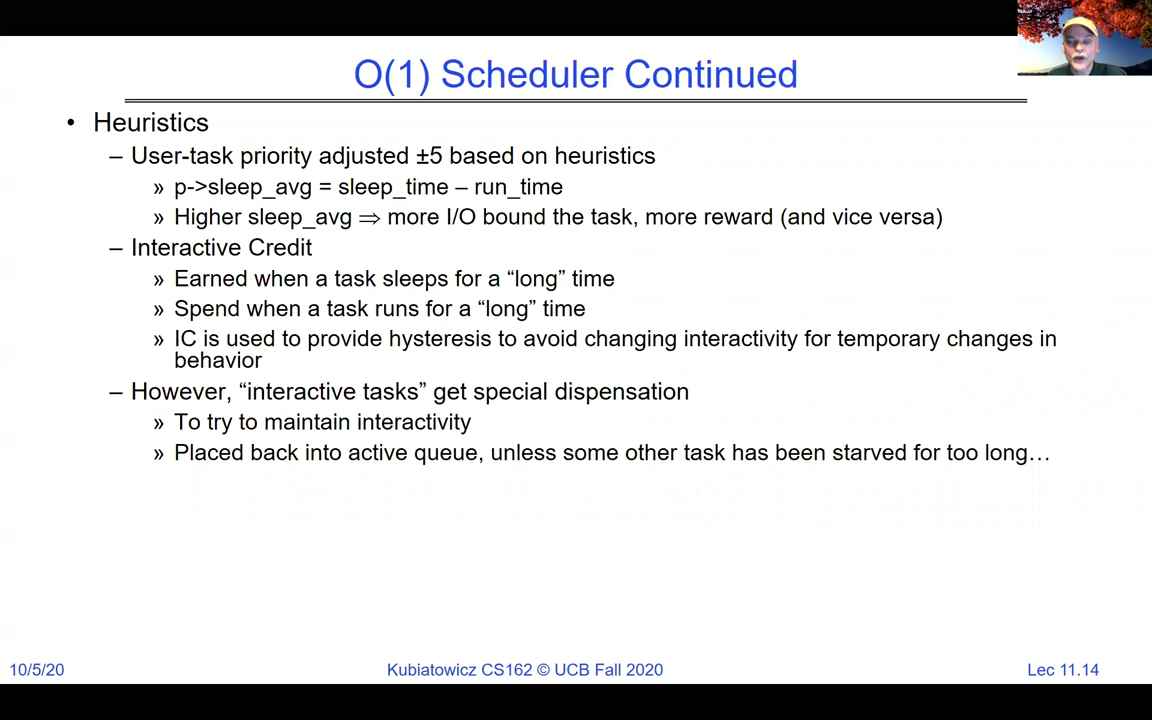 O(1) Scheduler Continued
• Heuristics
– User-task priority adjusted ±5 based on heuristics
» p->sleep_avg = sleep_time – run_time
» Higher sleep_avg ⇒ more I/O bound the task, more reward (and vice versa)
– Interactive Credit
» Earned when a task sleeps for a “long” time
» Spend when a task runs for a “long” time
» IC is used to provide hysteresis to avoid changing interactivity for temporary changes in
behavior
– However, “interactive tasks” get special dispensation
» To try to maintain interactivity
» Placed back into active queue, unless some other task has been starved for too long…
10/5/20
Kubiatowicz CS162 © UCB Fall 2020
Lec 11.14